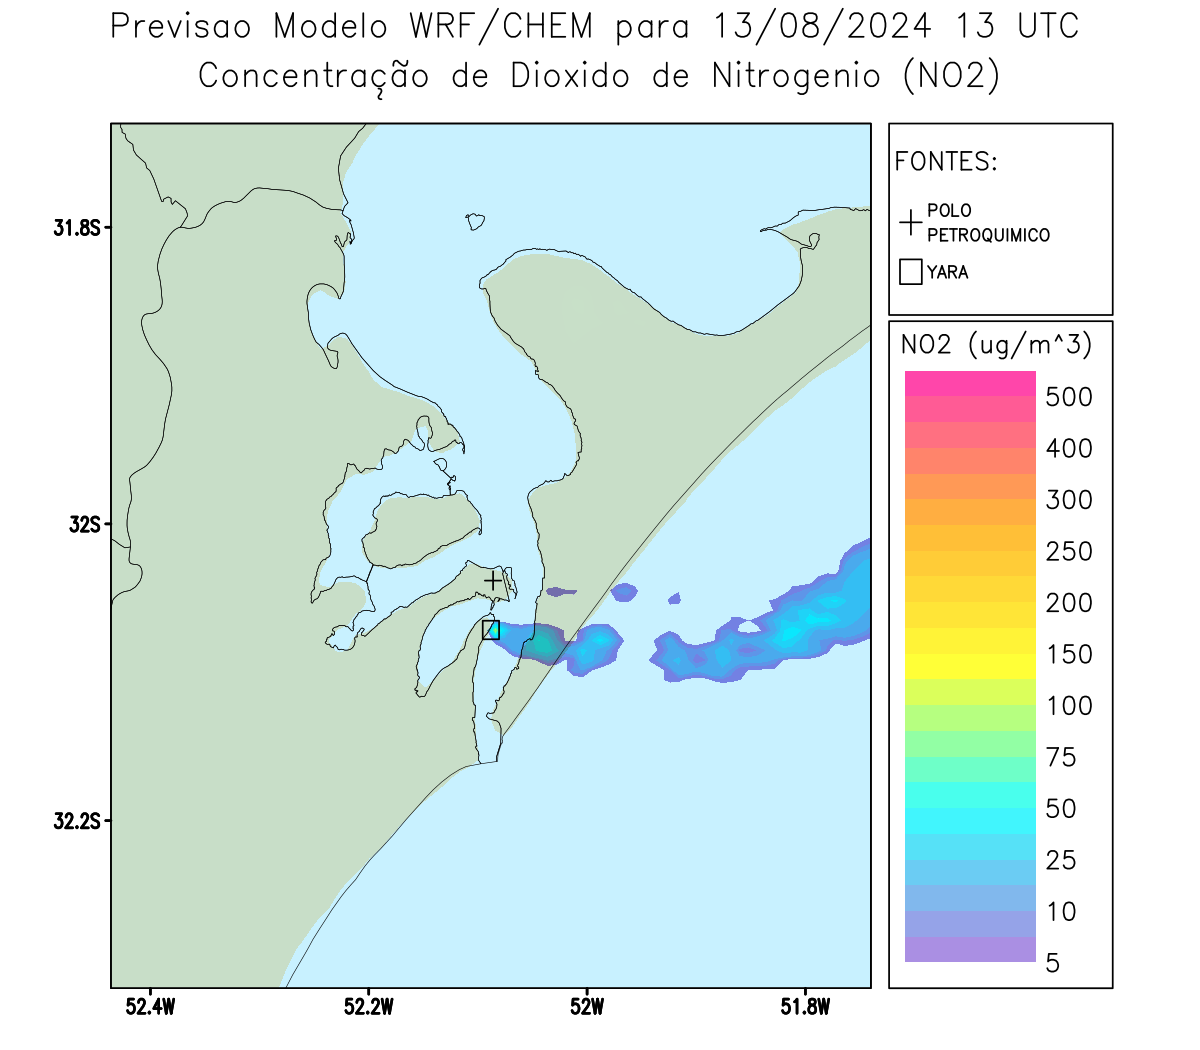 Previsao Modelo WRF/CHEM para 13/08/2024 13 UTC
Concentração de Dioxido de Nitrogenio (NO2)
FONTES:
POLO
PETROQUIMICO
YARA
NO2 (ug/m^3)
500
400
300
250
200
150
100
75
50
25
10
5
31.8S
32S
32.2S
52.4W
52.2W
52W
51.8W